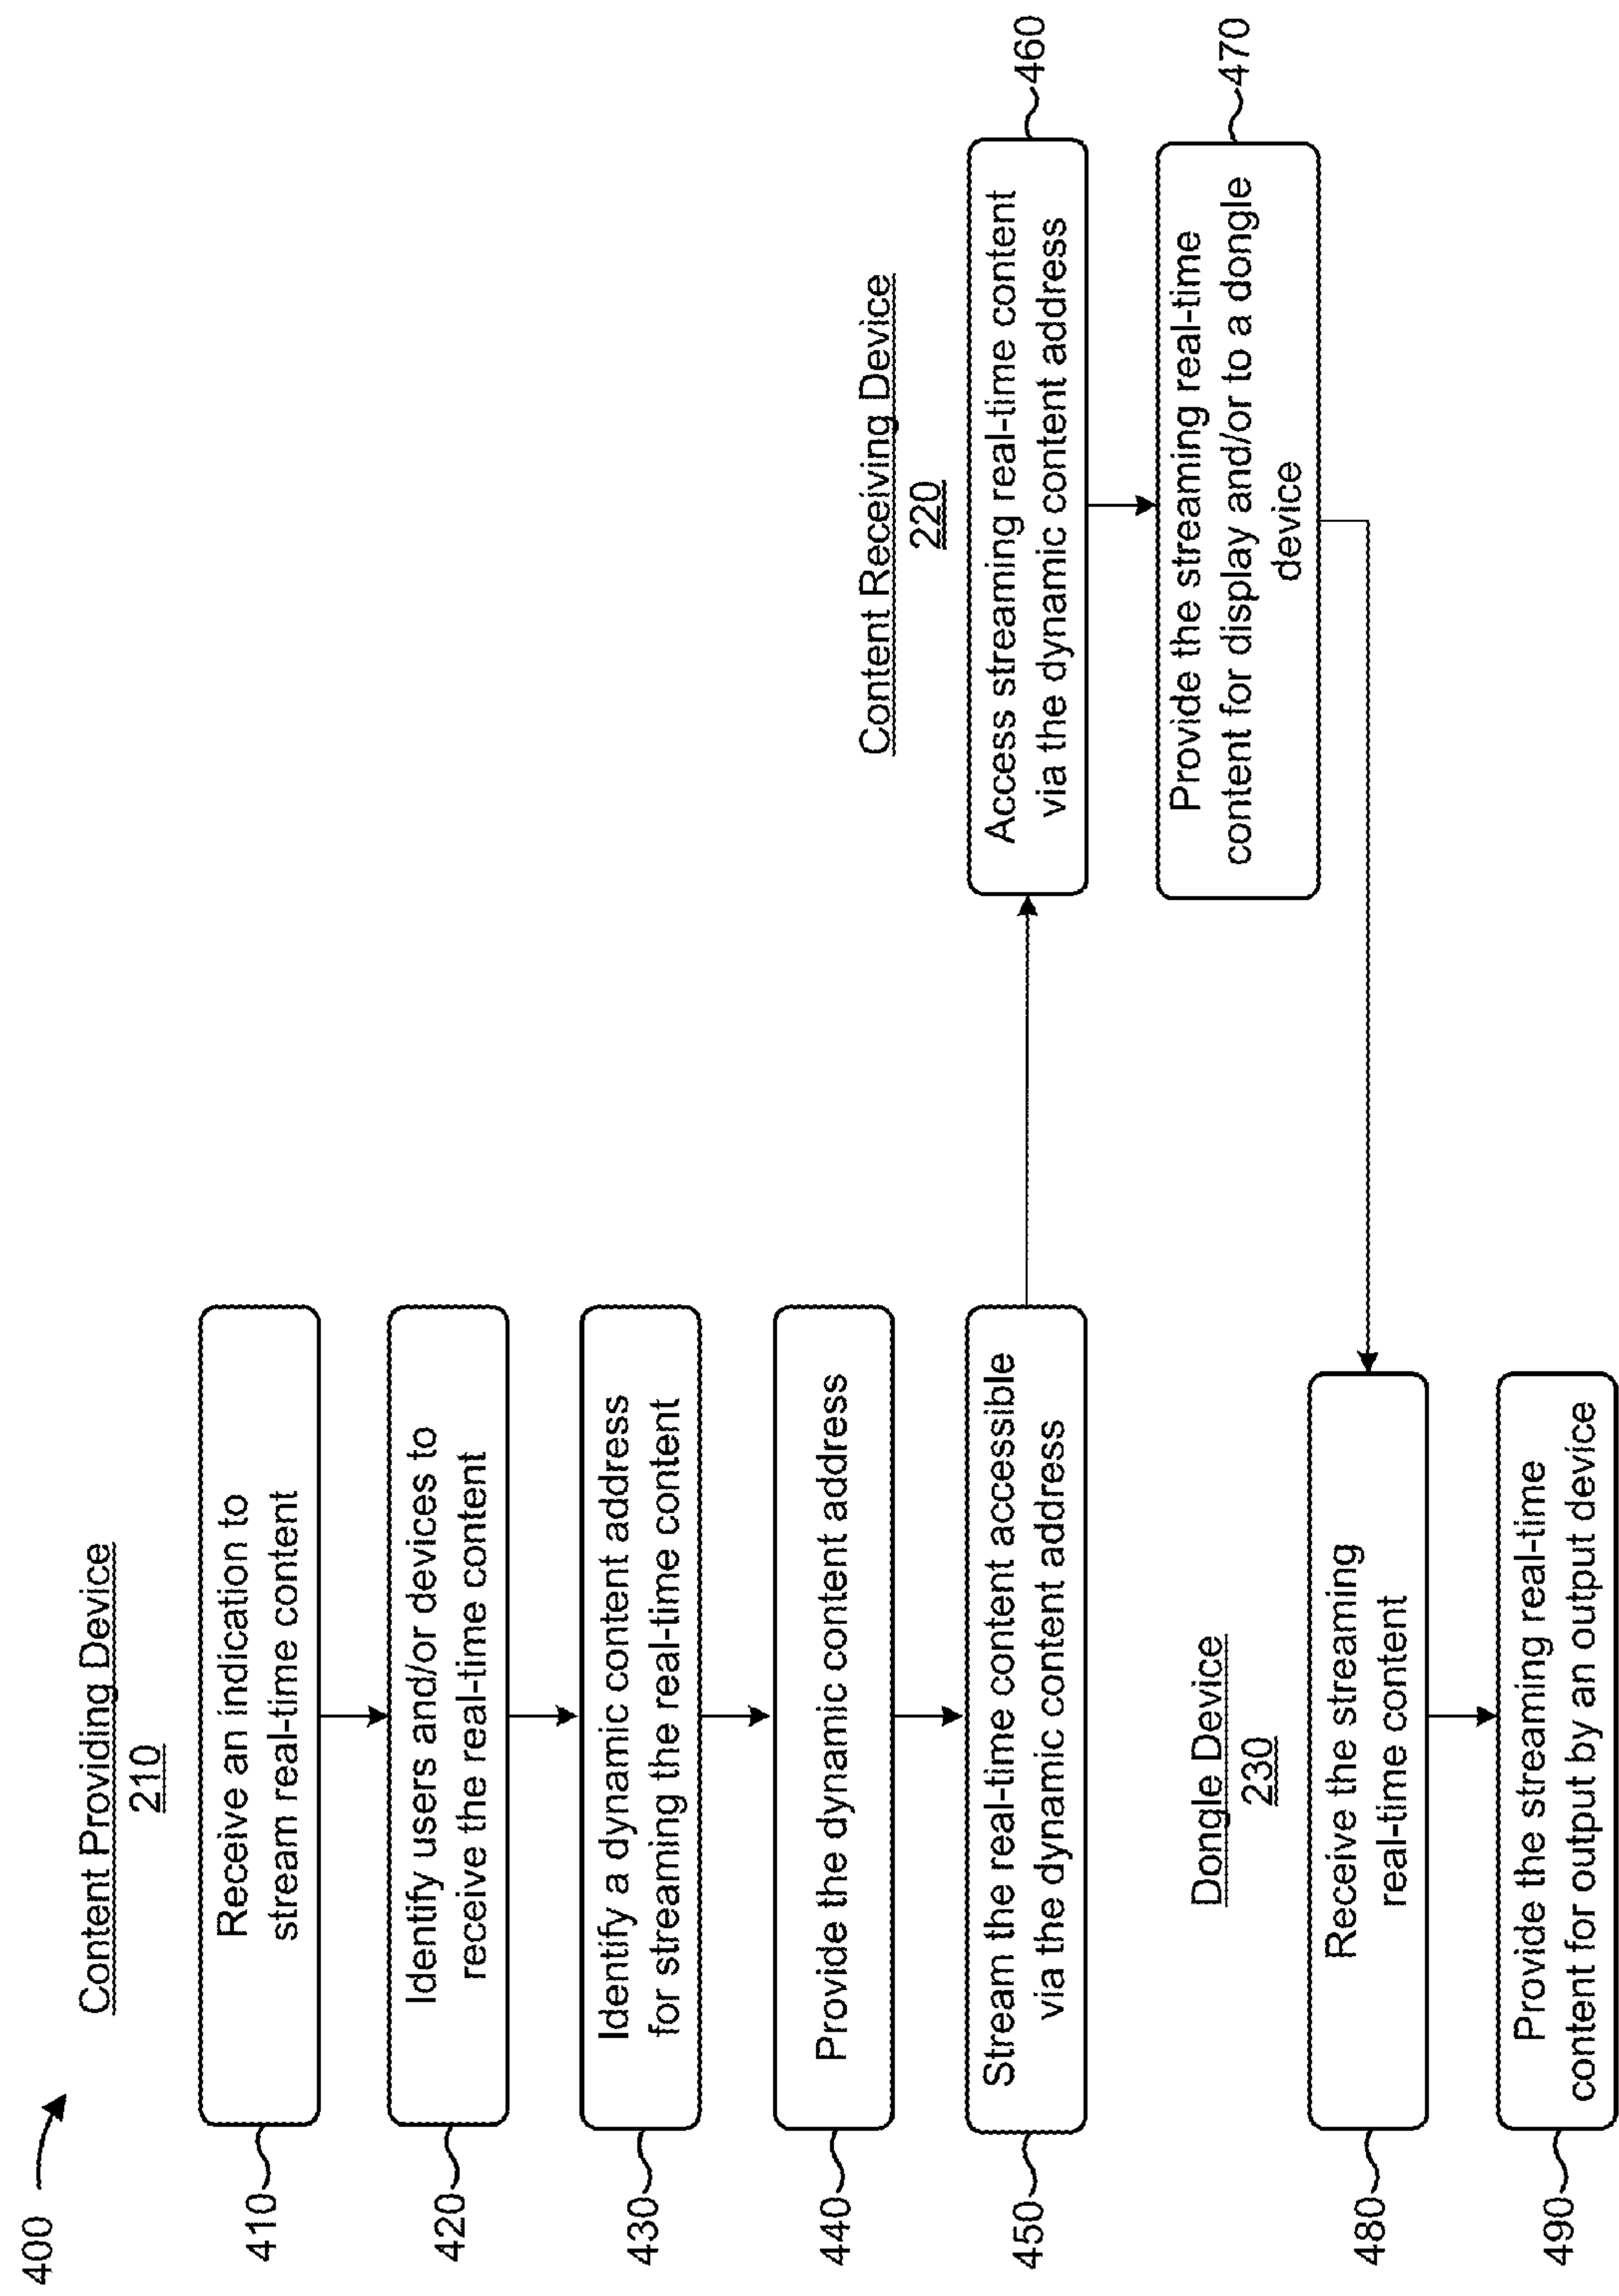 400
Content Providing Device
210
410
Receive an indication to
stream real-time content
420
Identify users and/or devices to
receive the real-time content
430
Identify a dynamic content address
for streaming the real-time content
440
Provide the dynamic content address
450
Stream the real-time content accessible
via the dynamic content address
Content Receiving Device
220
Access streaming real-time content
via the dynamic content address
460
Provide the streaming real-time
content for display and/or to a dongle
device
470
Dongle Device
230
480
Receive the streaming
real-time content
490
Provide the streaming real-time
content for output by an output device